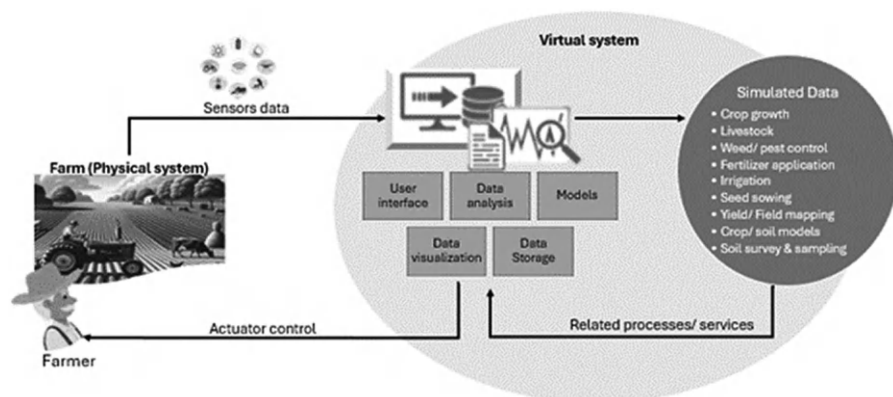 Virtual system
Sensors data
Farm (Physical system)
User
interface
Data
analysis
Models
Data
visualization
Data
Storage
Simulated Data
• Crop growth
• Livestock
• Weed/ pest control
• Fertilizer application
• Irrigation
• Seed sowing
• Yield/ Field mapping
• Crop/ soil models
• Soil survey & sampling
Actuator control
Related processes/ services
Farmer